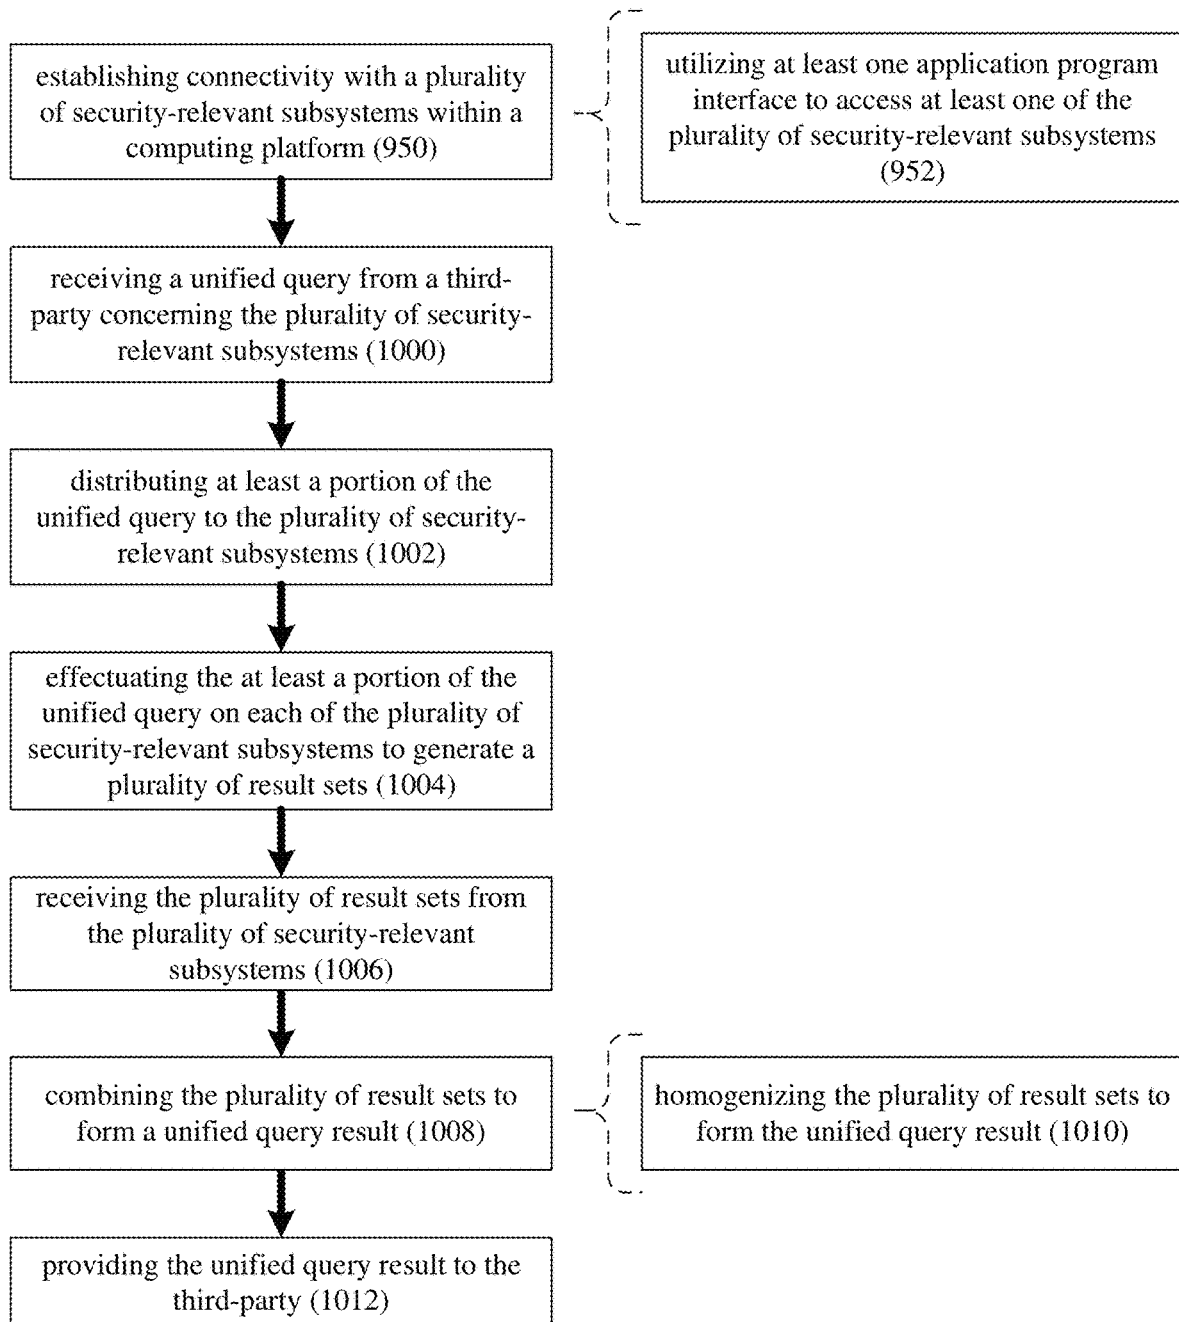 establishing connectivity with a plurality
of security-relevant subsystems within a
computing platform (950)
utilizing at least one application program
interface to access at least one of the
plurality of security-relevant subsystems
(952)
receiving a unified query from a third-
party concerning the plurality of security-
relevant subsystems (1000)
distributing at least a portion of the
unified query to the plurality of security-
relevant subsystems (1002)
effectuating the at least a portion of the
unified query on each of the plurality of
security-relevant subsystems to generate a
plurality of result sets (1004)
receiving the plurality of result sets from
the plurality of security-relevant
subsystems (1006)
combining the plurality of result sets to
form a unified query result (1008)
homogenizing the plurality of result sets to
form the unified query result (1010)
providing the unified query result to the
third-party (1012)